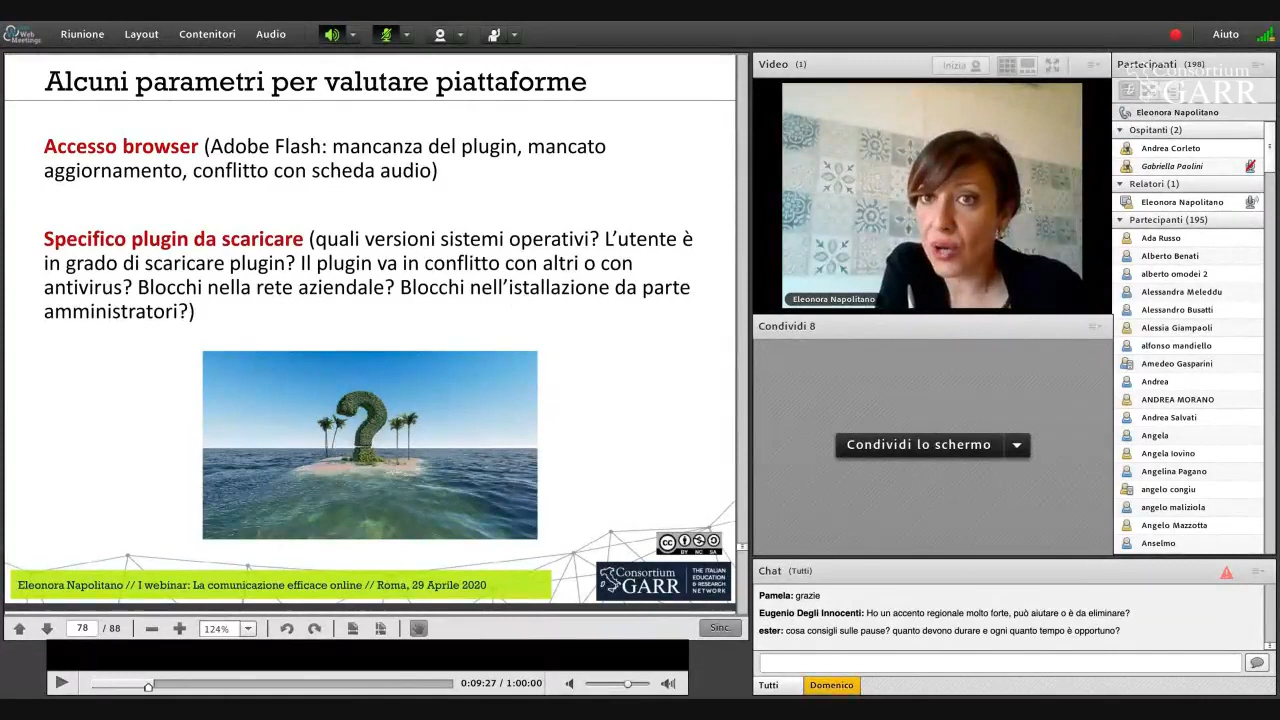 Web
Meetings
Riunione
Layout
Contenitori
Audio
Aiuto
Alcuni parametri per valutare piattaforme
Accesso browser (Adobe Flash: mancanza del plugin, mancato
aggiornamento, conflitto con scheda audio)
Specifico plugin da scaricare (quali versioni sistemi operativi? L’utente è
in grado di scaricare plugin? Il plugin va in conflitto con altri o con
antivirus? Blocchi nella rete aziendale? Blocchi nell’istallazione da parte
amministratori?)
cc
BY NC SA
Eleonora Napolitano // I webinar: La comunicazione efficace online // Roma, 29 Aprile 2020
Consortium
GARR
THE ITALIAN
EDUCATION
& RESEARCH
NETWORK
78 / 88
124%
Sinc.
0:09:27 / 1:00:00
Video (1)
Inizia
Eleonora Napolitano
Condividi 8
Condividi lo schermo
Partecipanti (198)
Consortium
GARR
Eleonora Napolitano
Ospitanti (2)
Andrea Corleto
Gabriella Paolini
Relatori (1)
Eleonora Napolitano
Partecipanti (195)
Ada Russo
Alberto Benati
alberto omodei 2
Alessandra Meleddu
Alessandro Busatti
Alessia Giampaoli
alfonso mandiello
Amedeo Gasparini
Andrea
ANDREA MORANO
Andrea Salvati
Angela
Angela Iovino
Angelina Pagano
angelo congiu
angelo maliziola
Angelo Mazzotta
Anselmo
Chat (Tutti)
Pamela: grazie
Eugenio Degli Innocenti: Ho un accento regionale molto forte, può aiutare o è da eliminare?
ester: cosa consigli sulle pause? quanto devono durare e ogni quanto tempo è opportuno?
Tutti
Domenico